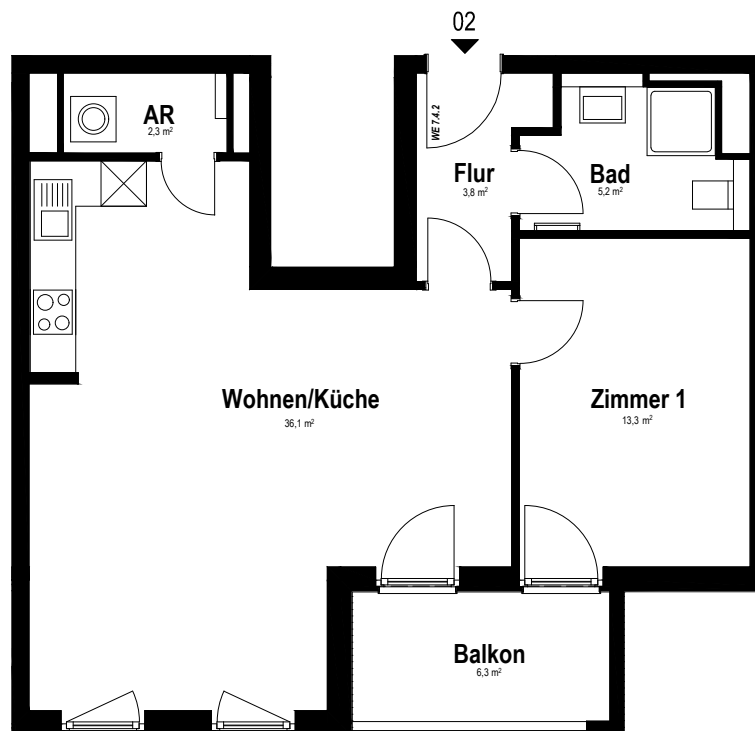 02
WE 7.4.2
AR
2,3 m²
Flur
3,8 m²
Bad
5,2 m²
Wohnen/Küche
36,1 m²
Zimmer 1
13,3 m²
Balkon
6,3 m²